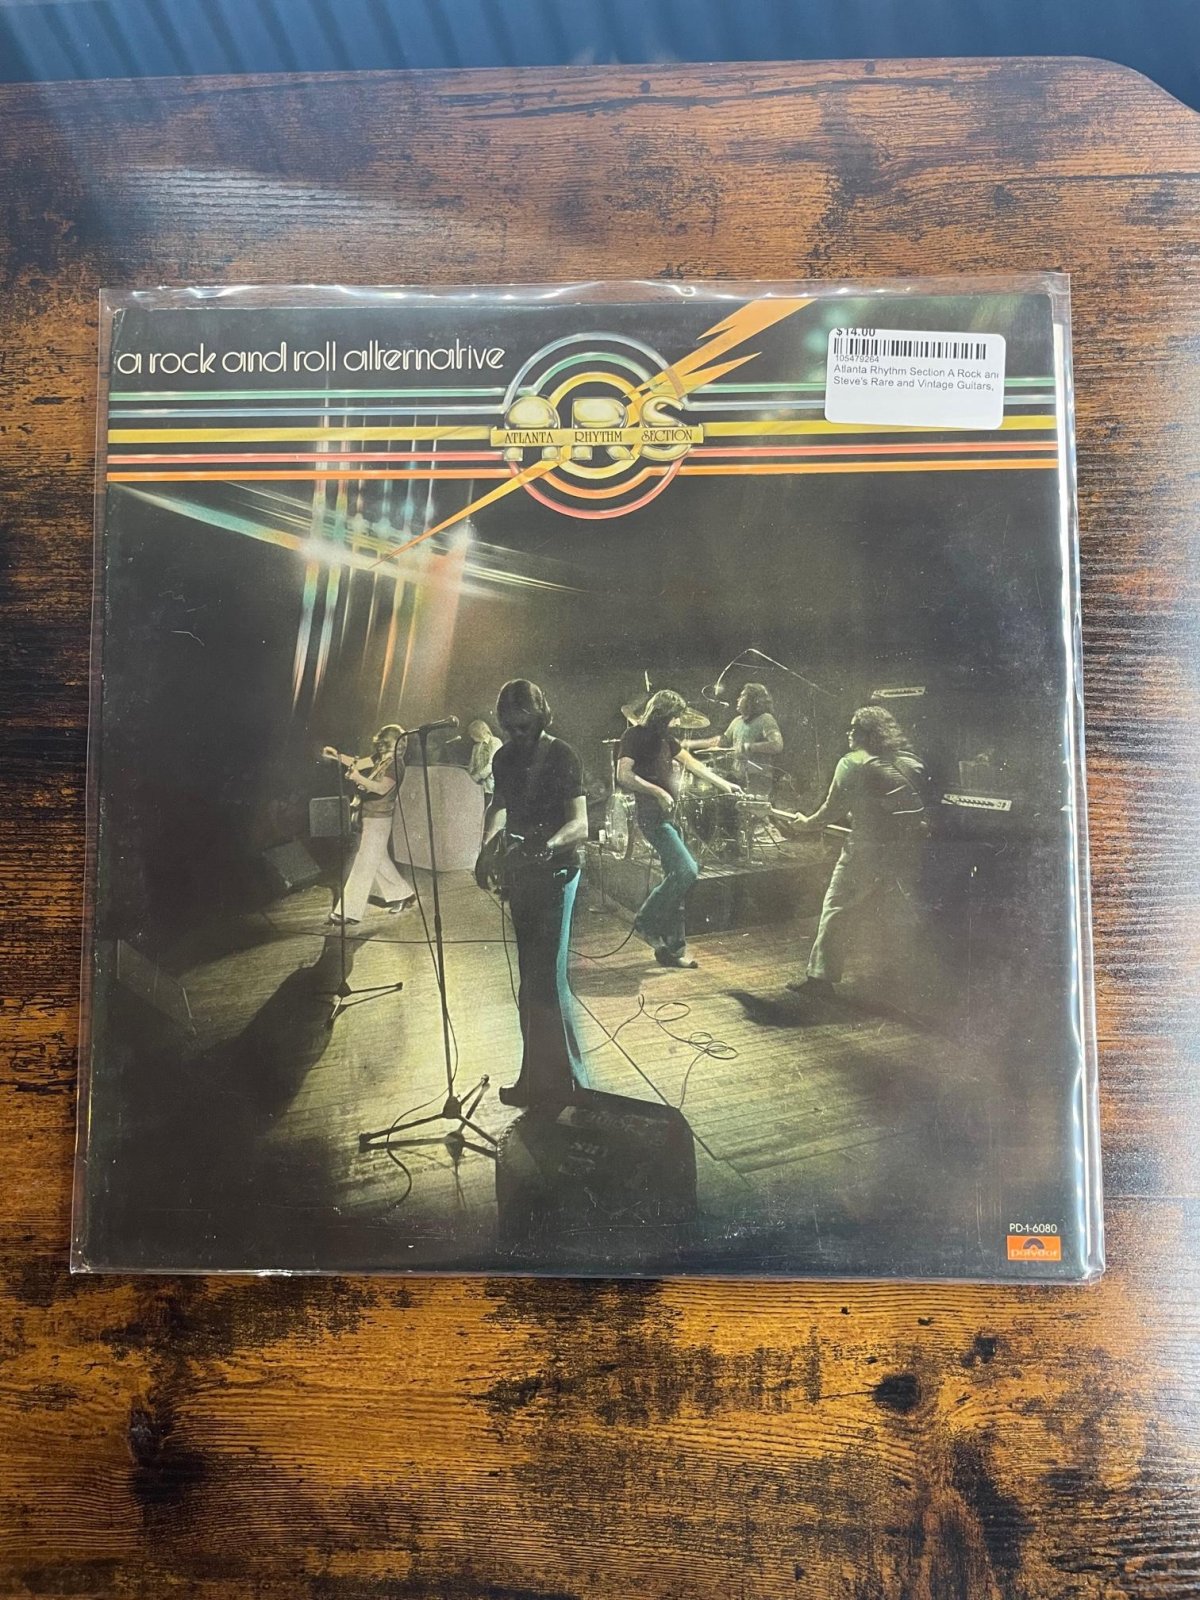 a rock and roll alternative
ARS
ATLANTA RHYTHM SECTION
$14.00
105479264
Atlanta Rhythm Section A Rock an
Steve's Rare and Vintage Guitars,
PD-1-6080
polydor